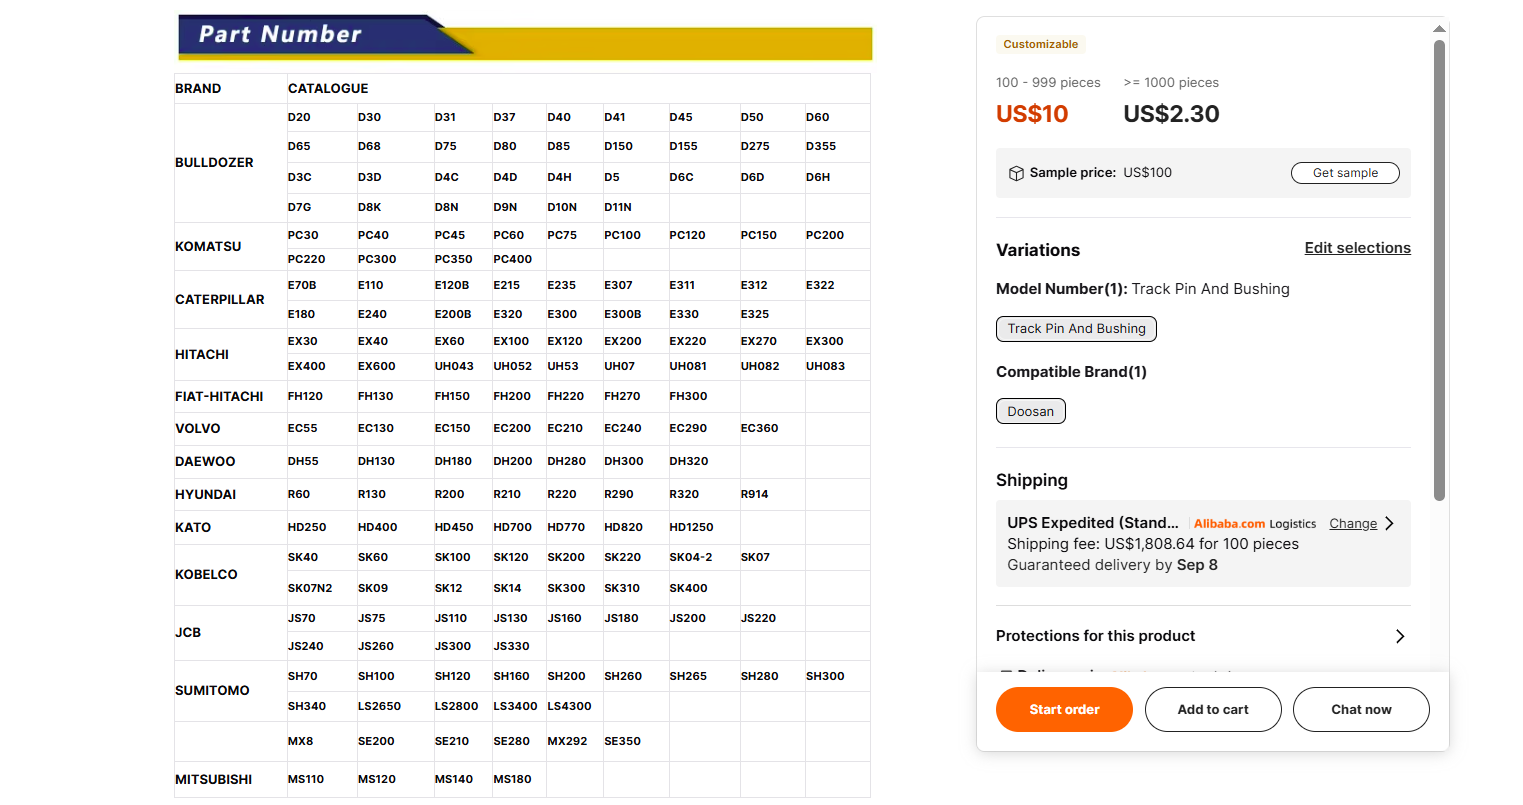 Part Number
BRAND CATALOGUE
BULLDOZER
D20 D30 D31 D37 D40 D41 D45 D50 D60
D65 D68 D75 D80 D85 D150 D155 D275 D355
D3C D3D D4C D4D D4H D5 D6C D6D D6H
D7G D8K D8N D9N D10N D11N
KOMATSU
PC30 PC40 PC45 PC60 PC75 PC100 PC120 PC150 PC200
PC220 PC300 PC350 PC400
CATERPILLAR
E70B E110 E120B E215 E235 E307 E311 E312 E322
E180 E240 E200B E320 E300 E300B E330 E325
HITACHI
EX30 EX40 EX60 EX100 EX120 EX200 EX220 EX270 EX300
EX400 EX600 UH043 UH052 UH53 UH07 UH081 UH082 UH083
FIAT-HITACHI FH120 FH130 FH150 FH200 FH220 FH270 FH300
VOLVO EC55 EC130 EC150 EC200 EC210 EC240 EC290 EC360
DAEWOO DH55 DH130 DH180 DH200 DH280 DH300 DH320
HYUNDAI R60 R130 R200 R210 R220 R290 R320 R914
KATO HD250 HD400 HD450 HD700 HD770 HD820 HD1250
KOBELCO
SK40 SK60 SK100 SK120 SK200 SK220 SK04-2 SK07
SK07N2 SK09 SK12 SK14 SK300 SK310 SK400
JCB
JS70 JS75 JS110 JS130 JS160 JS180 JS200 JS220
JS240 JS260 JS300 JS330
SUMITOMO
SH70 SH100 SH120 SH160 SH200 SH260 SH265 SH280 SH300
SH340 LS2650 LS2800 LS3400 LS4300
MX8 SE200 SE210 SE280 MX292 SE350
MITSUBISHI MS110 MS120 MS140 MS180
Customizable
100 - 999 pieces >= 1000 pieces
US$10 US$2.30
Sample price: US$100 Get sample
Variations Edit selections
Model Number(1): Track Pin And Bushing
Track Pin And Bushing
Compatible Brand(1)
Doosan
Shipping
UPS Expedited (Stand... Alibaba.com Logistics Change
Shipping fee: US$1,808.64 for 100 pieces
Guaranteed delivery by Sep 8
Protections for this product
Start order Add to cart Chat now